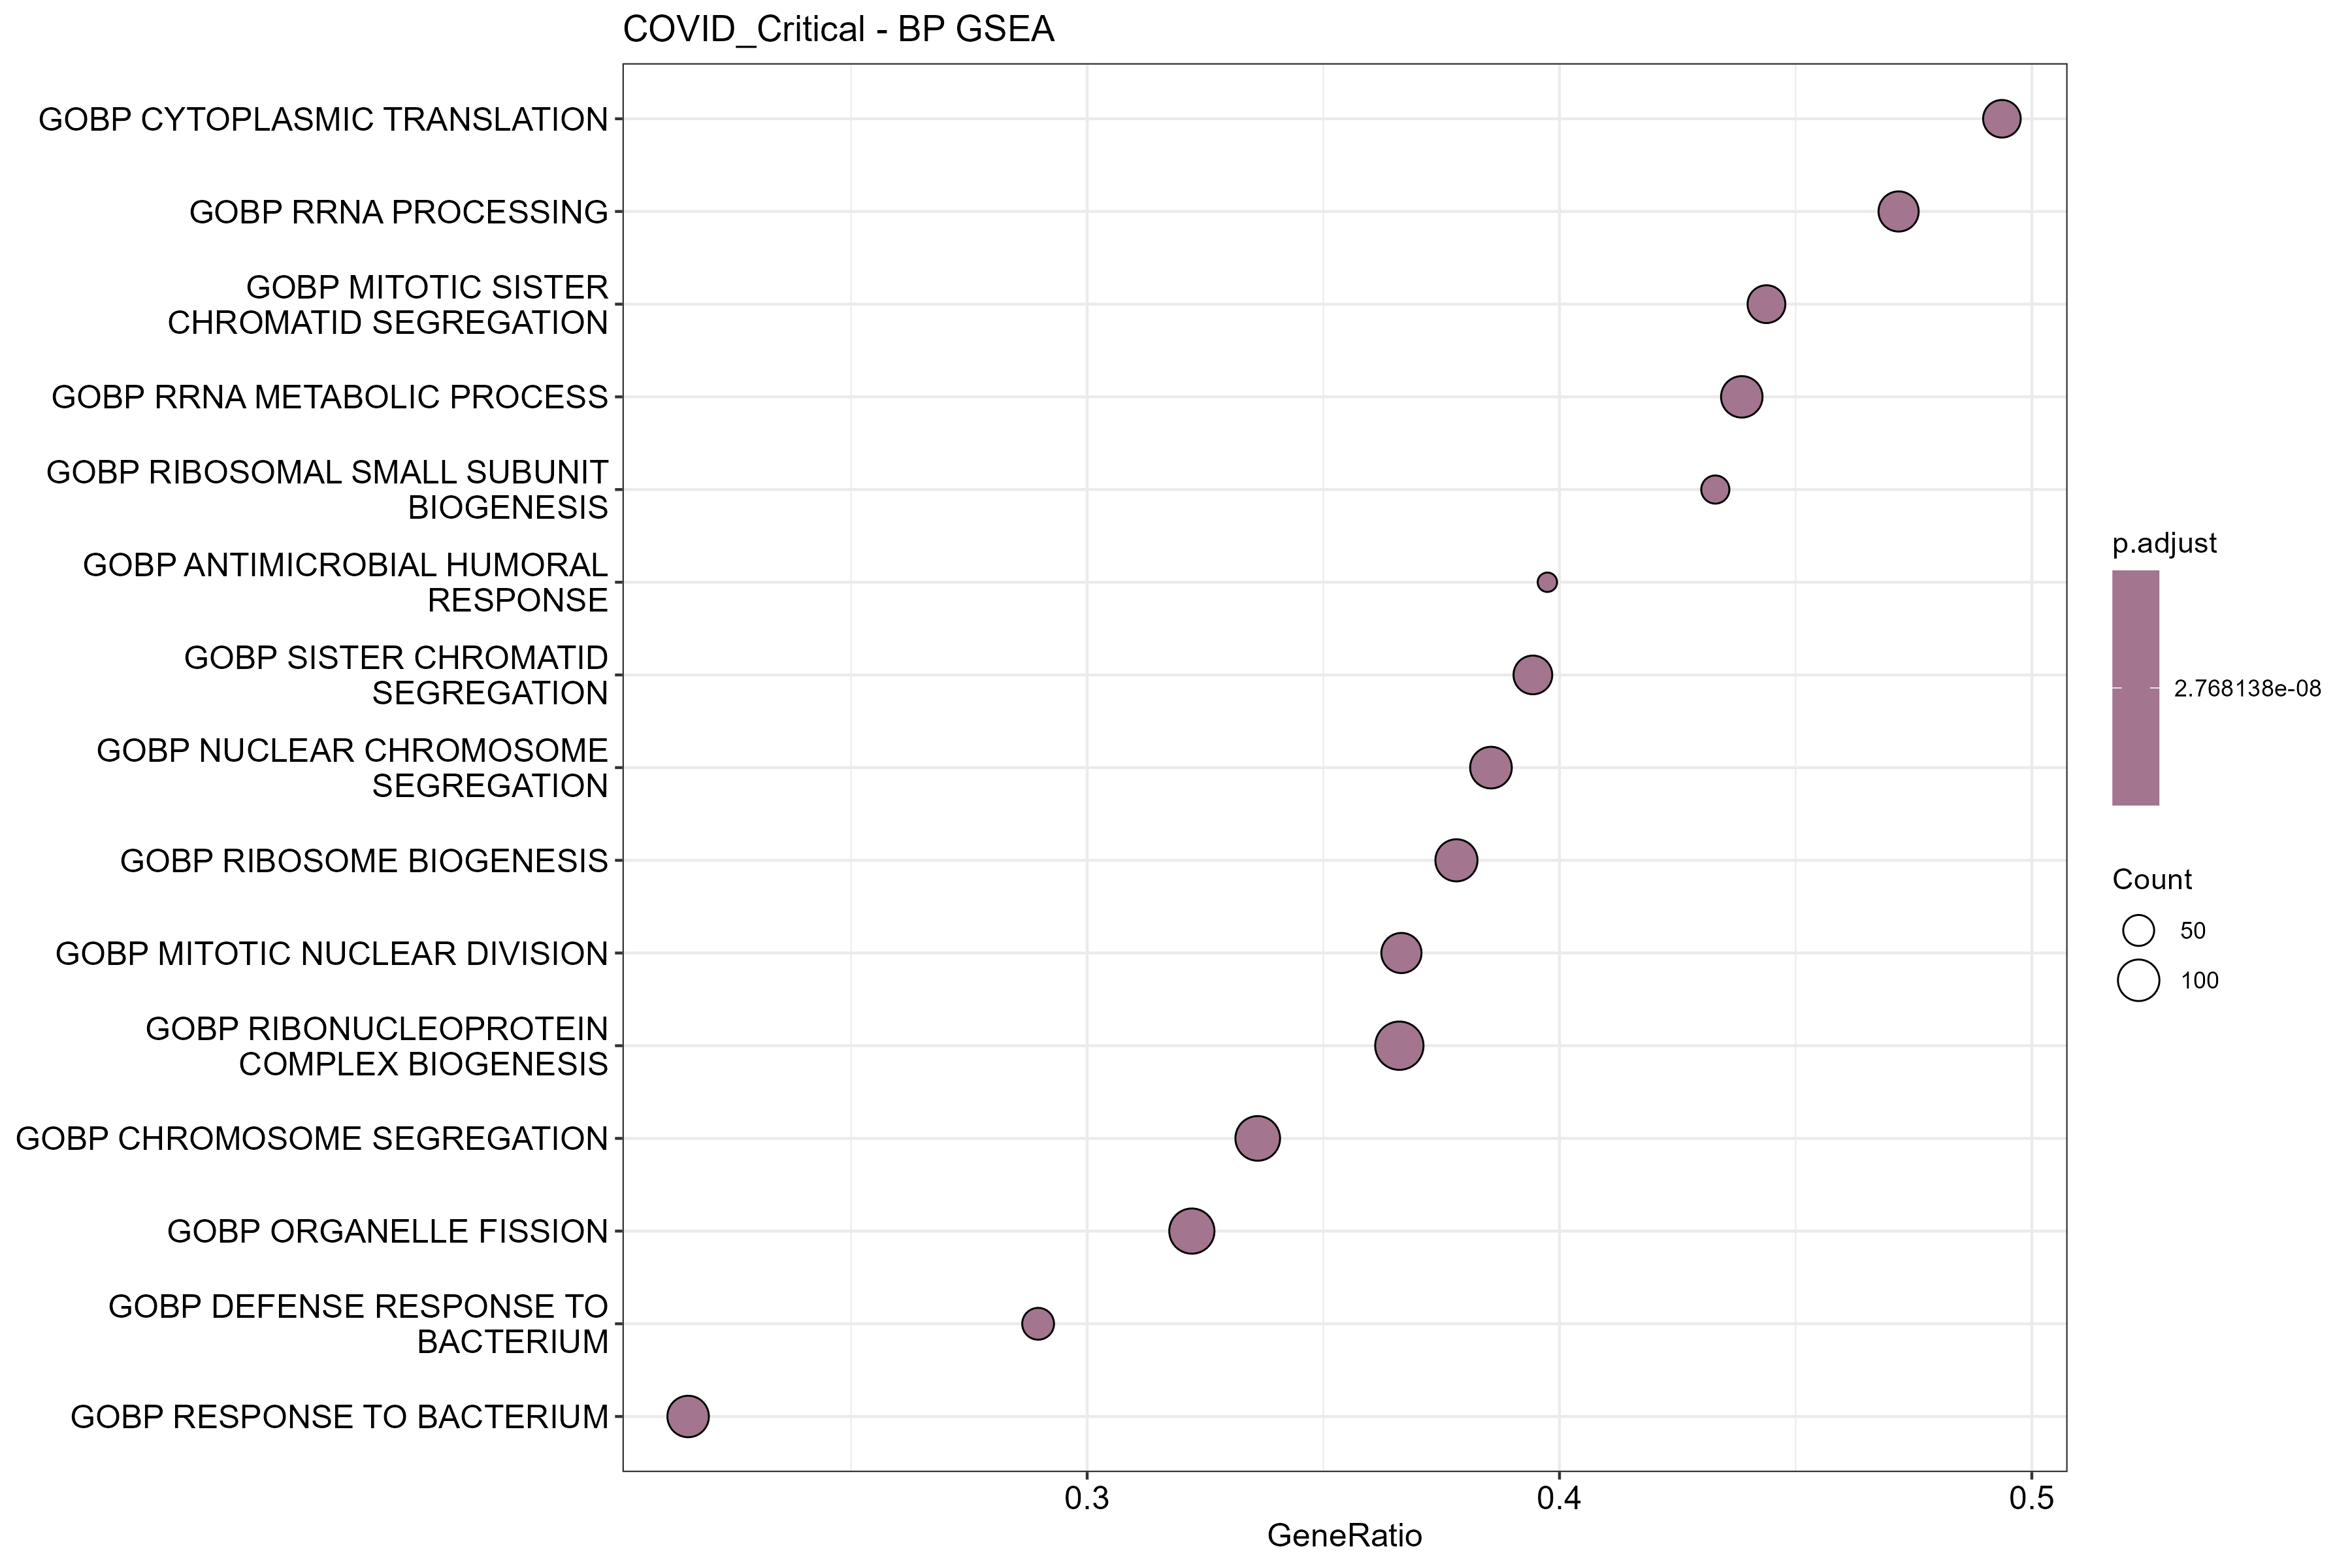 COVID_Critical - BP GSEA
GOBP CYTOPLASMIC TRANSLATION
GOBP RRNA PROCESSING
GOBP MITOTIC SISTER
CHROMATID SEGREGATION
GOBP RRNA METABOLIC PROCESS
GOBP RIBOSOMAL SMALL SUBUNIT
BIOGENESIS
GOBP ANTIMICROBIAL HUMORAL
RESPONSE
GOBP SISTER CHROMATID
SEGREGATION
GOBP NUCLEAR CHROMOSOME
SEGREGATION
GOBP RIBOSOME BIOGENESIS
GOBP MITOTIC NUCLEAR DIVISION
GOBP RIBONUCLEOPROTEIN
COMPLEX BIOGENESIS
GOBP CHROMOSOME SEGREGATION
GOBP ORGANELLE FISSION
GOBP DEFENSE RESPONSE TO
BACTERIUM
GOBP RESPONSE TO BACTERIUM
0.3 0.4 0.5
GeneRatio
p.adjust
2.768138e-08
Count
50
100